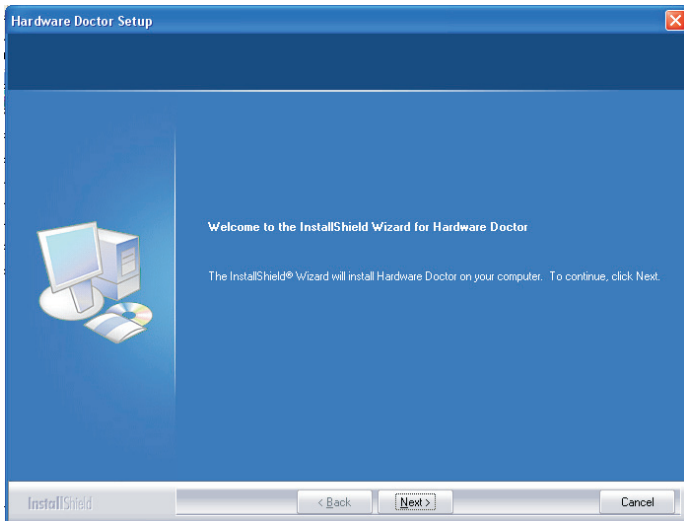 Hardware Doctor Setup
Welcome to the InstallShield Wizard for Hardware Doctor
The InstallShield® Wizard will install Hardware Doctor on your computer. To continue, click Next.
InstallShield
< Back
Next >
Cancel